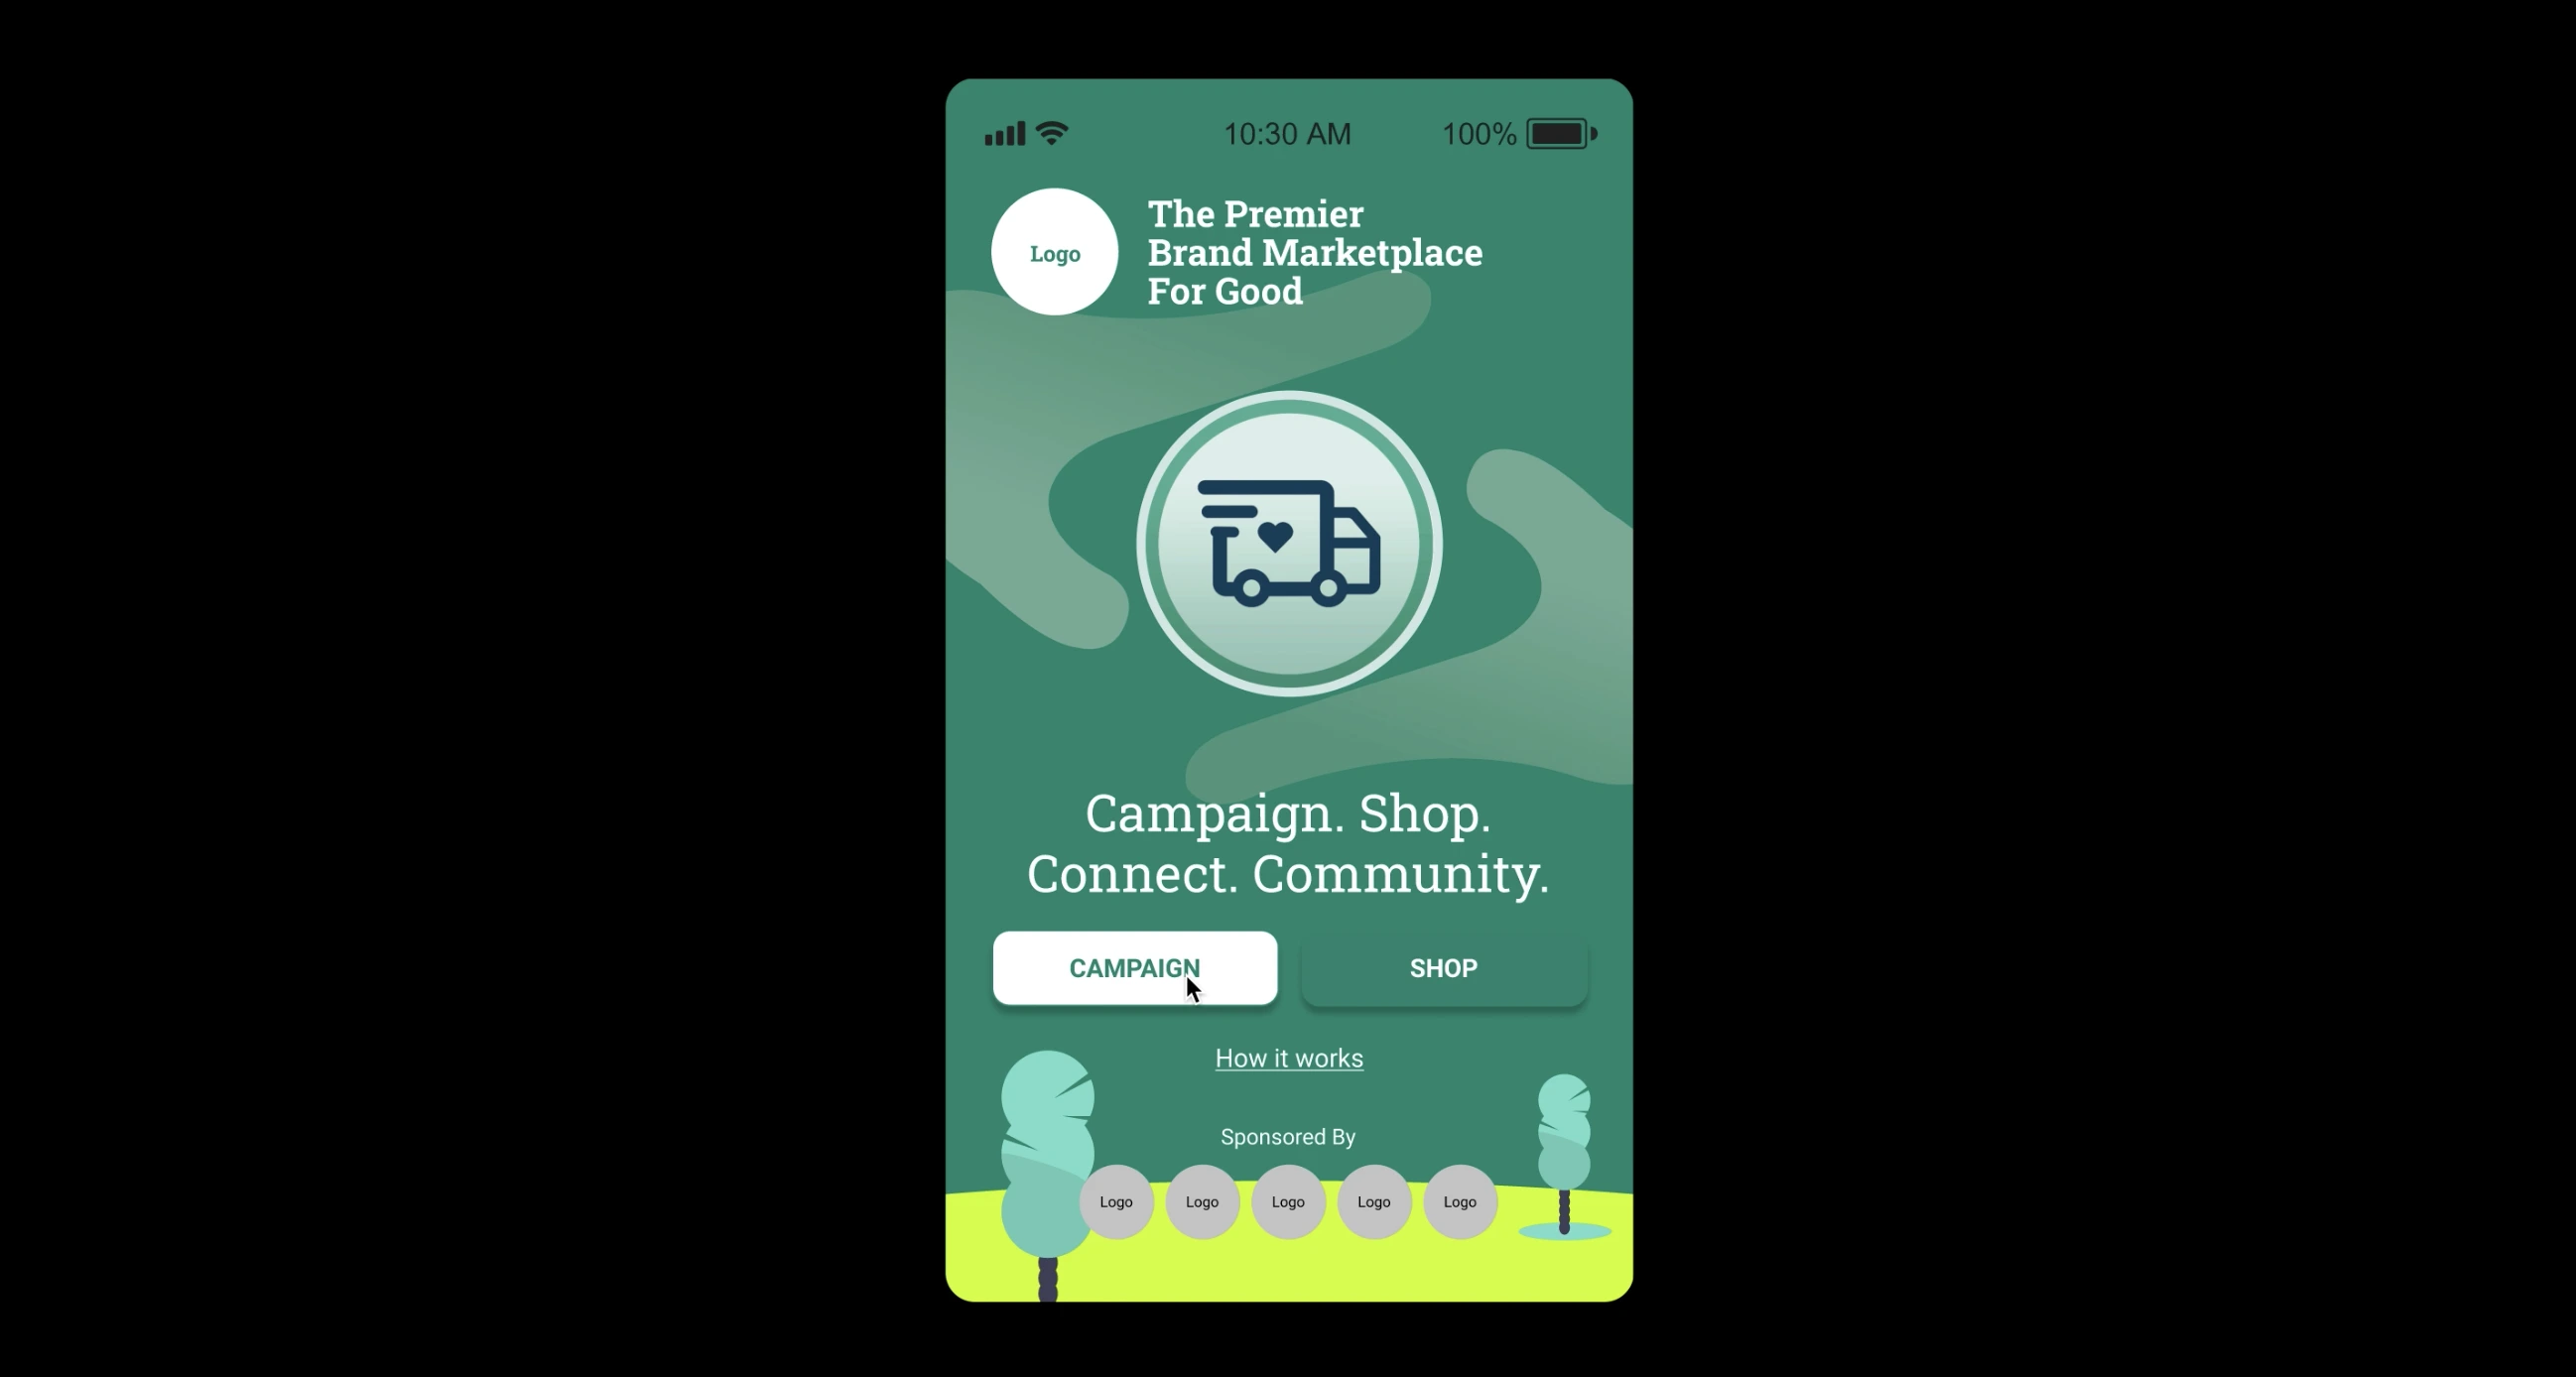 10:30 AM 100%
Logo
The Premier
Brand Marketplace
For Good
Campaign. Shop.
Connect. Community.
CAMPAIGN SHOP
How it works
Sponsored By
Logo Logo Logo Logo Logo